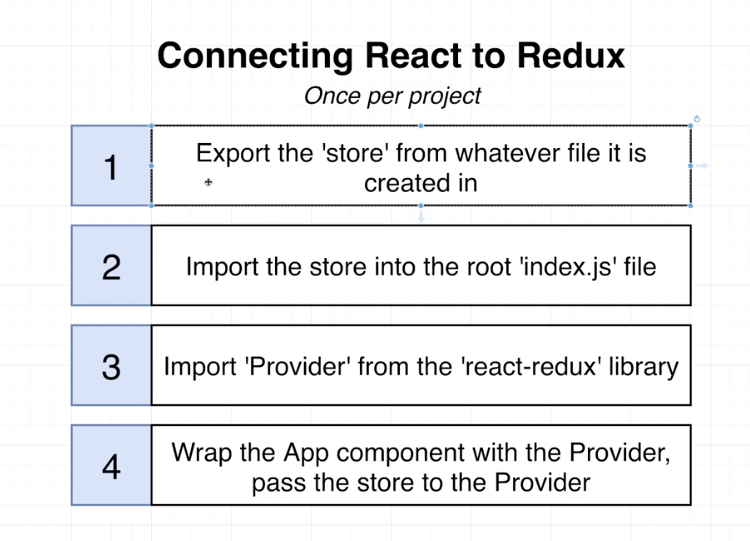 Connecting React to Redux
Once per project
1
Export the 'store' from whatever file it is
created in
2
Import the store into the root 'index.js' file
3
Import 'Provider' from the 'react-redux' library
4
Wrap the App component with the Provider,
pass the store to the Provider